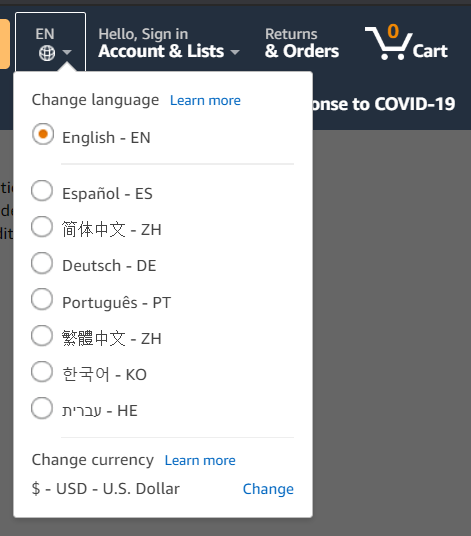 EN
Hello, Sign in
Account & Lists
Returns
& Orders
0
Cart
onse to COVID-19
Change language Learn more
English - EN
Español - ES
简体中文 - ZH
Deutsch - DE
Português - PT
繁體中文 - ZH
한국어 - KO
עברית - HE
Change currency Learn more
$ - USD - U.S. Dollar Change